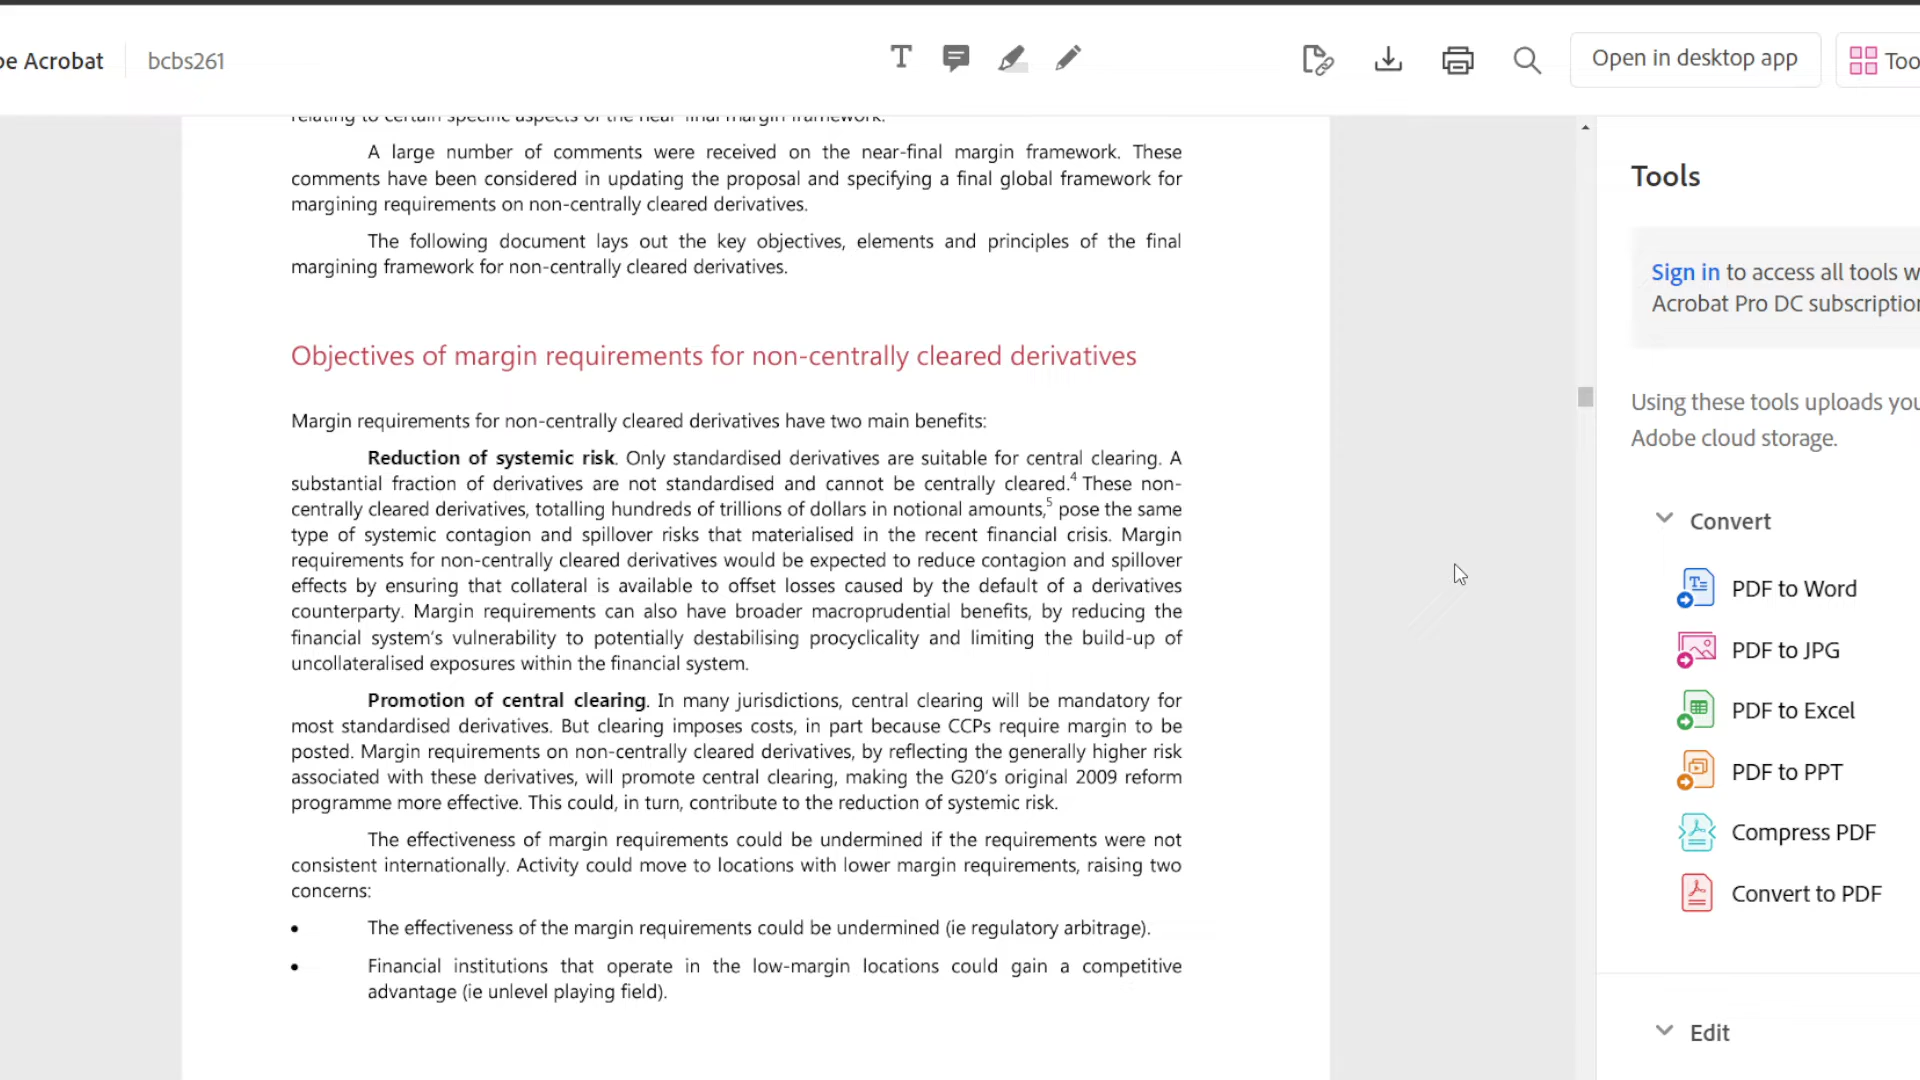 be Acrobat
bcbs261
Open in desktop app
Too
relating to certain specific aspects of the near-final margin framework.
A large number of comments were received on the near-final margin framework. These
comments have been considered in updating the proposal and specifying a final global framework for
margining requirements on non-centrally cleared derivatives.
The following document lays out the key objectives, elements and principles of the final
margining framework for non-centrally cleared derivatives.
Objectives of margin requirements for non-centrally cleared derivatives
Margin requirements for non-centrally cleared derivatives have two main benefits:
Reduction of systemic risk. Only standardised derivatives are suitable for central clearing. A
substantial fraction of derivatives are not standardised and cannot be centrally cleared.4 These non-
centrally cleared derivatives, totalling hundreds of trillions of dollars in notional amounts,5 pose the same
type of systemic contagion and spillover risks that materialised in the recent financial crisis. Margin
requirements for non-centrally cleared derivatives would be expected to reduce contagion and spillover
effects by ensuring that collateral is available to offset losses caused by the default of a derivatives
counterparty. Margin requirements can also have broader macroprudential benefits, by reducing the
financial system's vulnerability to potentially destabilising procyclicality and limiting the build-up of
uncollateralised exposures within the financial system.
Promotion of central clearing. In many jurisdictions, central clearing will be mandatory for
most standardised derivatives. But clearing imposes costs, in part because CCPs require margin to be
posted. Margin requirements on non-centrally cleared derivatives, by reflecting the generally higher risk
associated with these derivatives, will promote central clearing, making the G20's original 2009 reform
programme more effective. This could, in turn, contribute to the reduction of systemic risk.
The effectiveness of margin requirements could be undermined if the requirements were not
consistent internationally. Activity could move to locations with lower margin requirements, raising two
concerns:
• The effectiveness of the margin requirements could be undermined (ie regulatory arbitrage).
• Financial institutions that operate in the low-margin locations could gain a competitive
advantage (ie unlevel playing field).
Tools
Sign in to access all tools w
Acrobat Pro DC subscription
Using these tools uploads you
Adobe cloud storage.
Convert
PDF to Word
PDF to JPG
PDF to Excel
PDF to PPT
Compress PDF
Convert to PDF
Edit